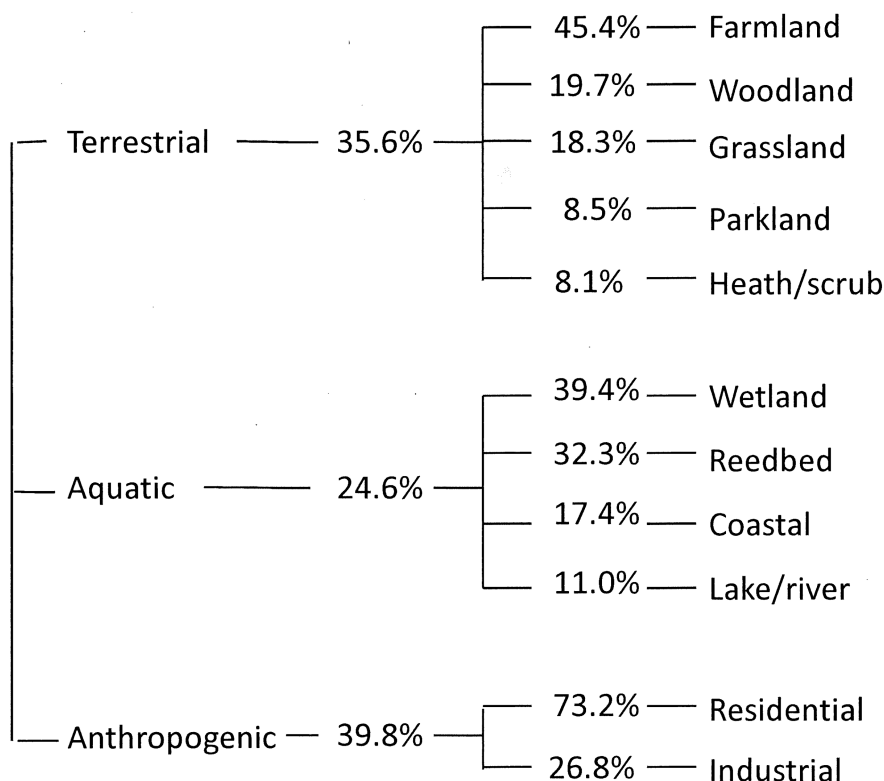 45.4% Farmland
19.7% Woodland
Terrestrial 35.6% 18.3% Grassland
8.5% Parkland
8.1% Heath/scrub
39.4% Wetland
32.3% Reedbed
Aquatic 24.6%
17.4% Coastal
11.0% Lake/river
73.2% Residential
Anthropogenic 39.8%
26.8% Industrial